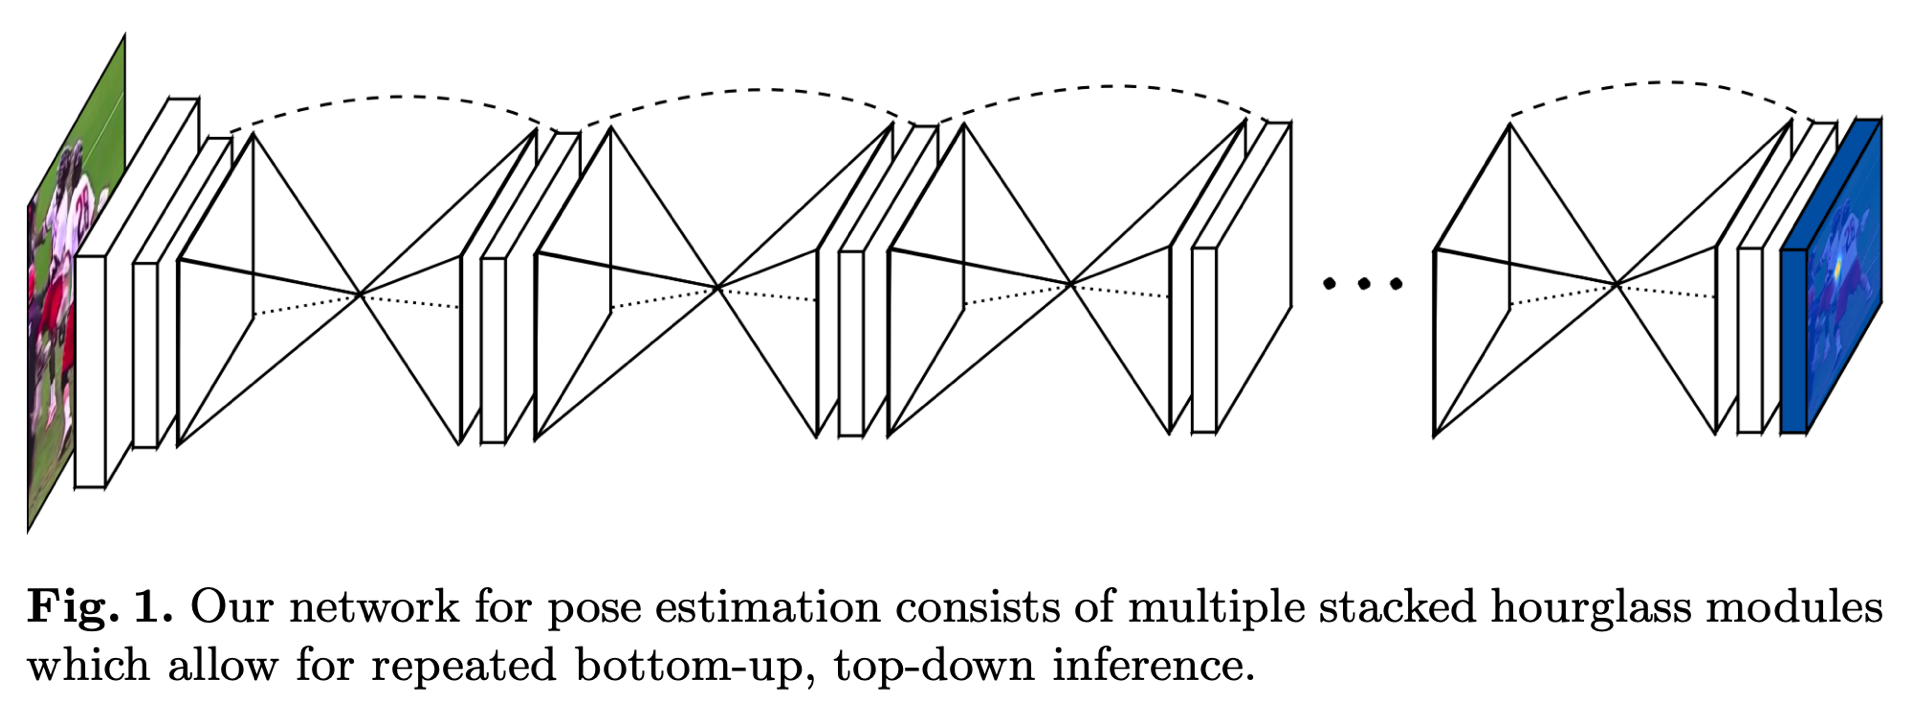 Fig. 1. Our network for pose estimation consists of multiple stacked hourglass modules
which allow for repeated bottom-up, top-down inference.